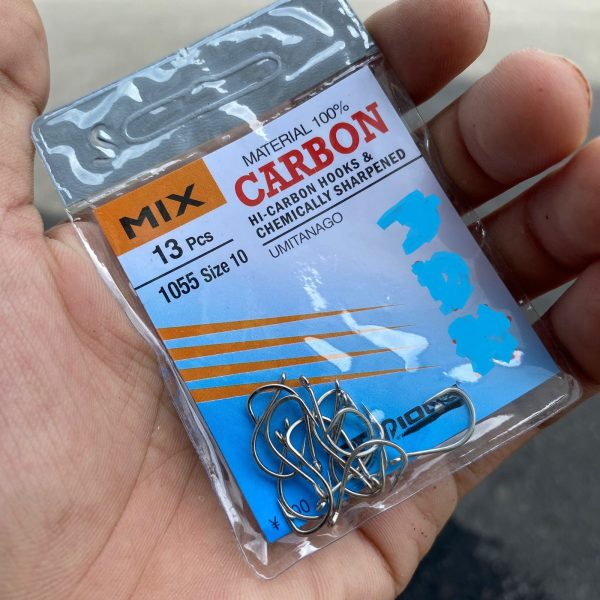 MATERIAL 100%
CARBON
HI-CARBON HOOKS &
CHEMICALLY SHARPENED
UMITANAGO
MIX
13 Pcs
1055 Size 10
¥